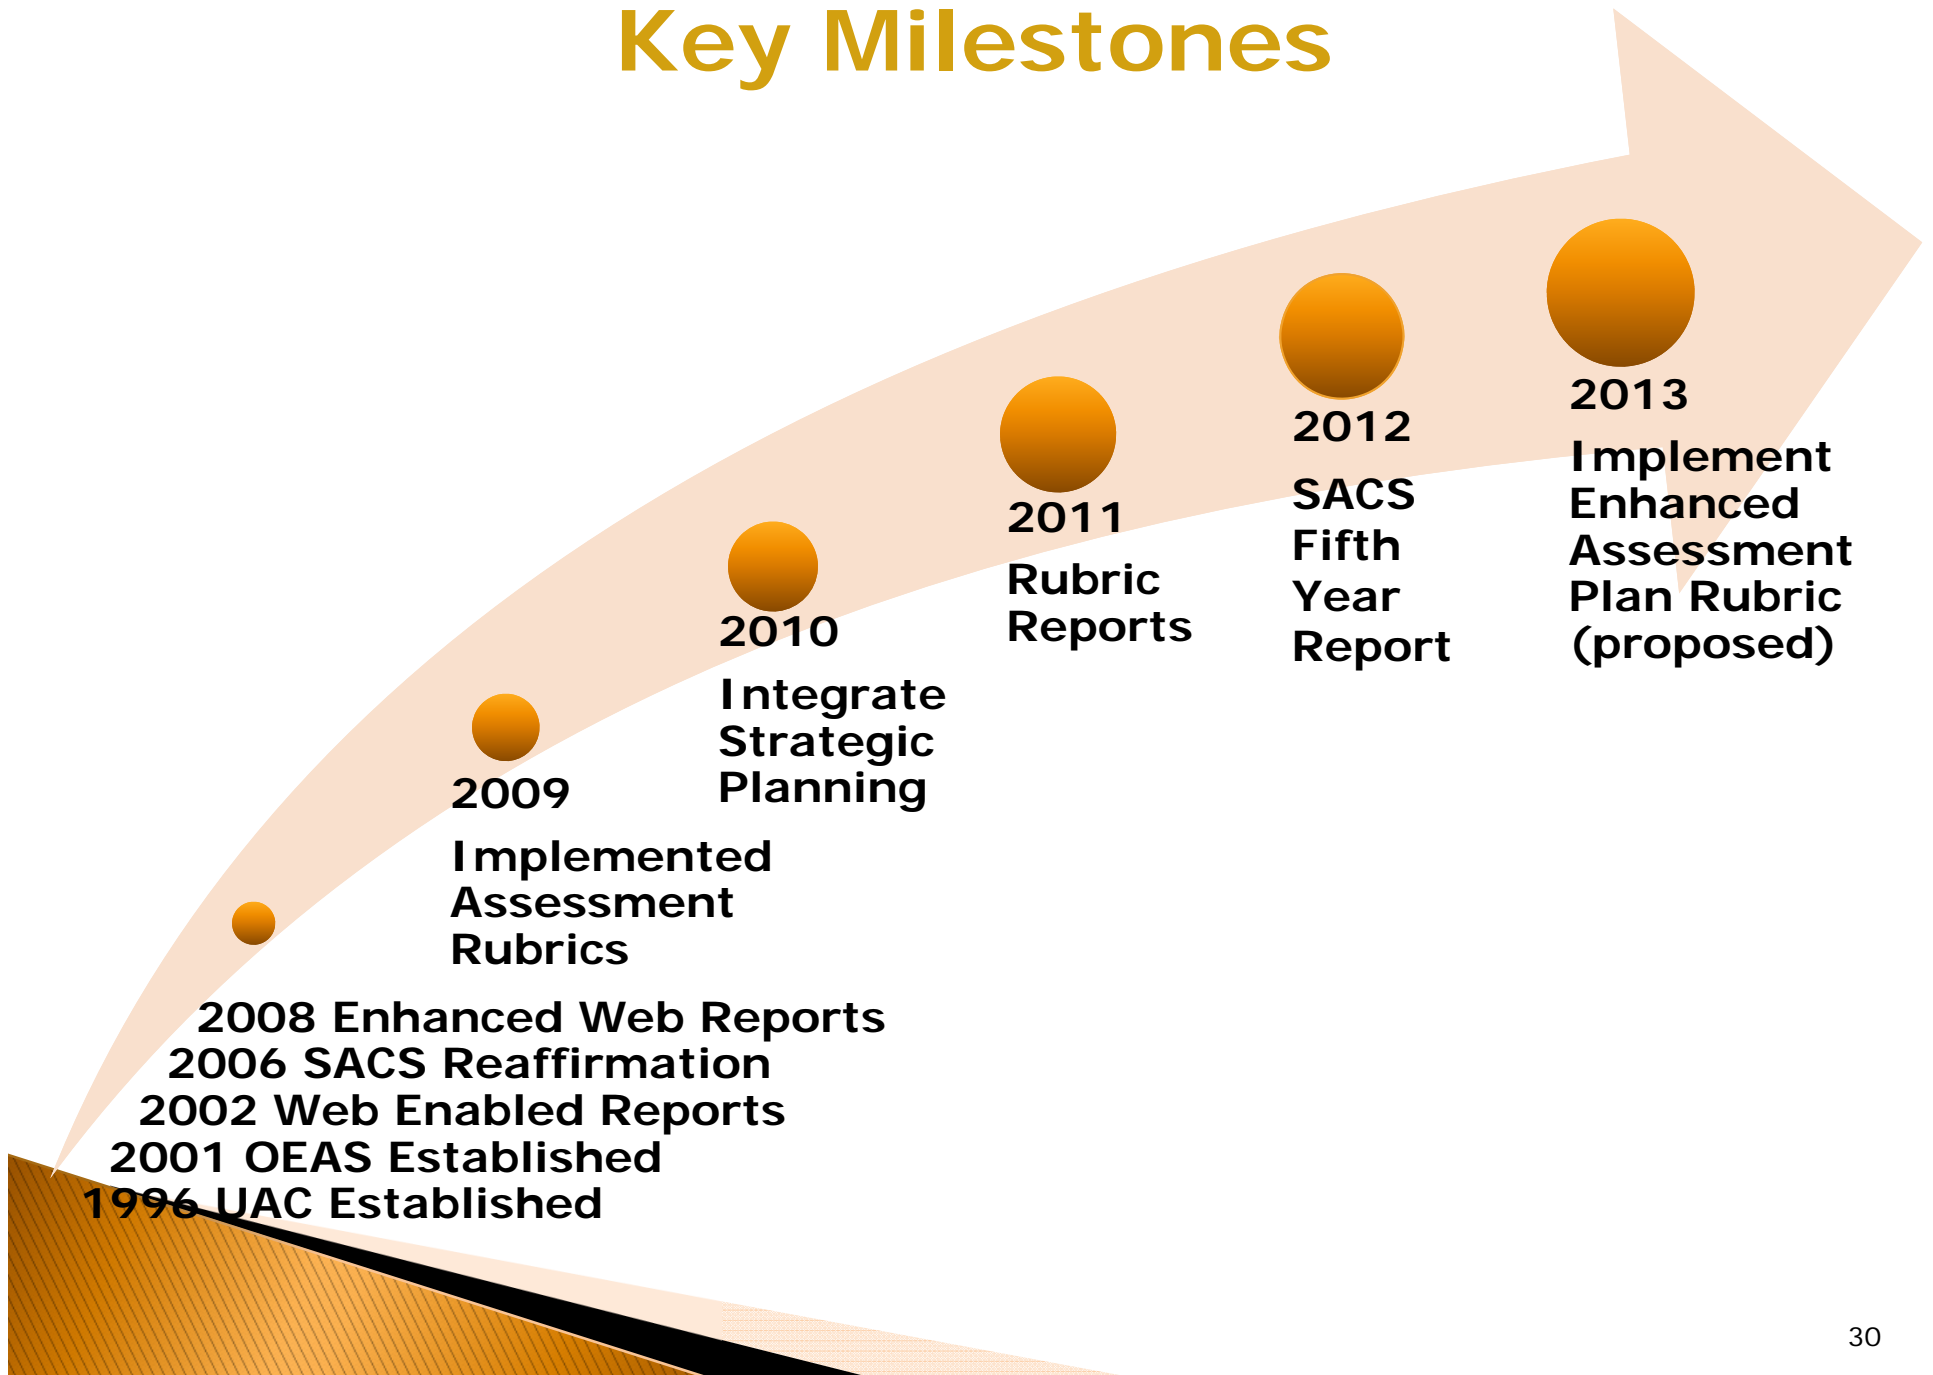 Key Milestones
1996 UAC Established
2001 OEAS Established
2002 Web Enabled Reports
2006 SACS Reaffirmation
2008 Enhanced Web Reports
2009
Implemented
Assessment
Rubrics
2010
Integrate
Strategic
Planning
2011
Rubric
Reports
2012
SACS
Fifth
Year
Report
2013
Implement
Enhanced
Assessment
Plan Rubric
(proposed)
30